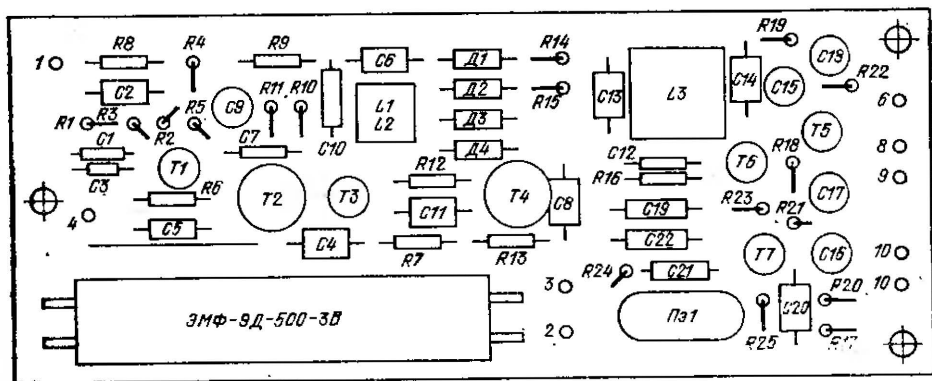 1
R8
R4
R9
C6
Д1
R14
R19
C18
C2
R11
R10
Д2
R15
C13
L3
C14
C15
R22
6
R1
R3
R2
R5
C9
L1
L2
Д3
T5
C1
C7
C10
Д4
C12
T6
R18
8
C3
T1
R12
R16
9
R6
T2
T3
T4
C8
C19
R23
C17
4
C5
C11
R21
C4
R7
R13
C22
T7
C16
10
R24
C21
3
10
ЭМФ-9Д-500-3В
Пэ1
C20
R20
2
R25
R17